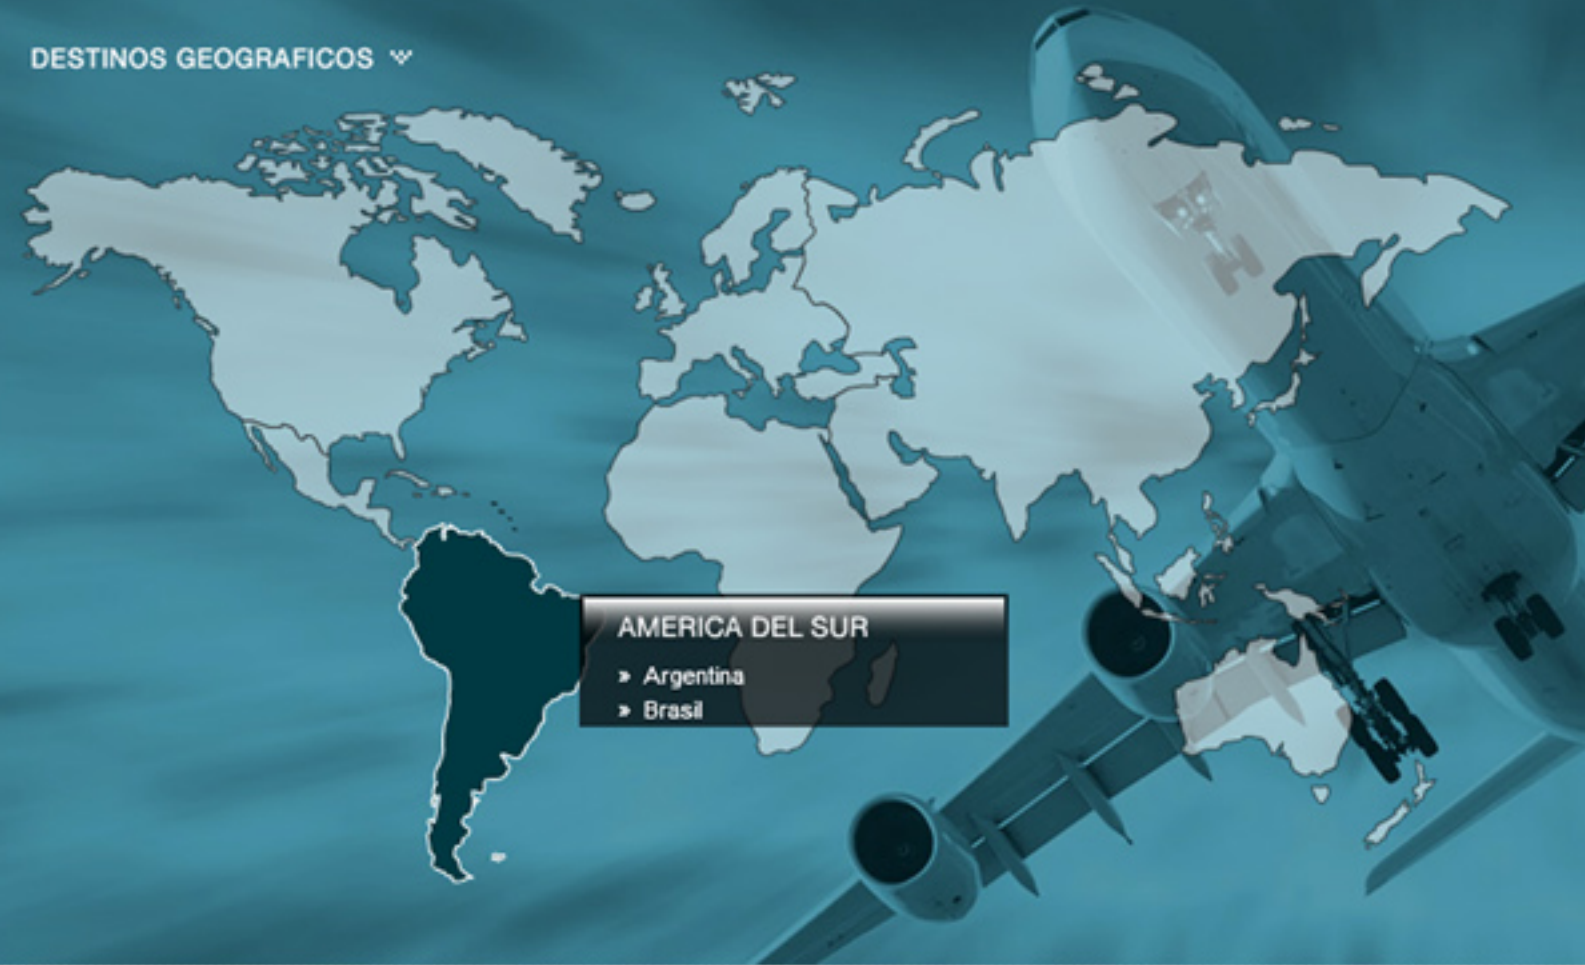 DESTINOS GEOGRAFICOS
AMERICA DEL SUR
» Argentina
» Brasil